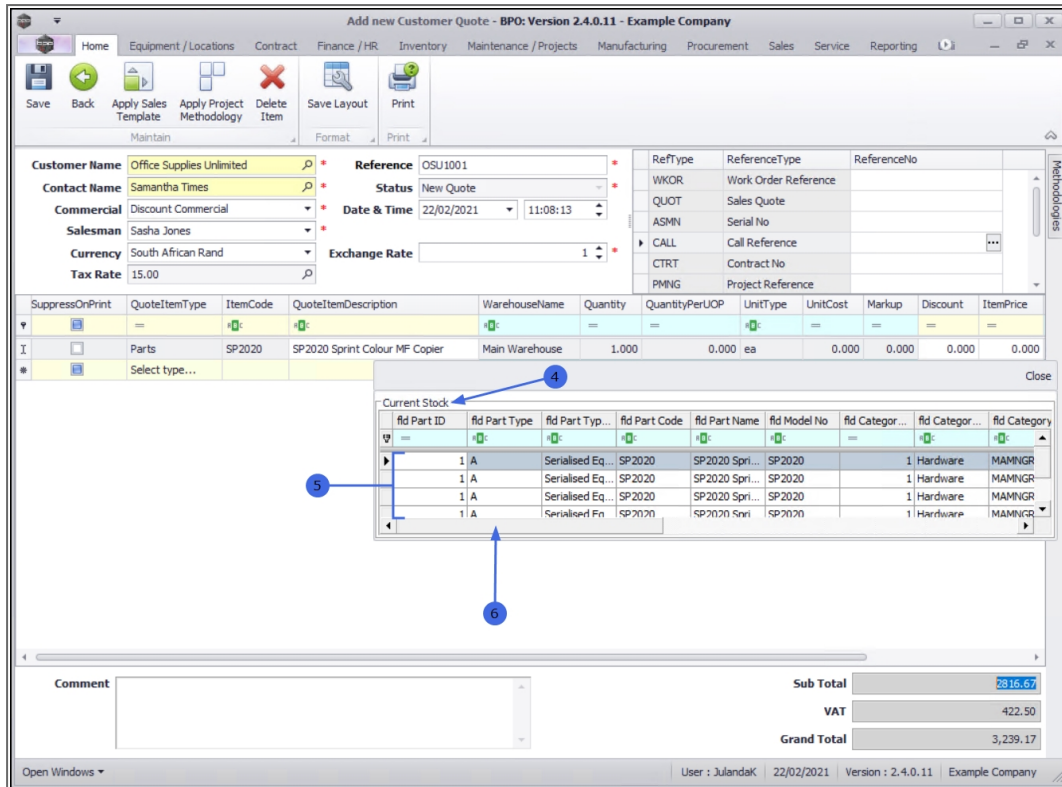 Add new Customer Quote - BPO: Version 2.4.0.11 - Example Company
bpo Home Equipment / Locations Contract Finance / HR Inventory Maintenance / Projects Manufacturing Procurement Sales Service Reporting
Save Back Apply Sales Template Apply Project Methodology Delete Item Save Layout Print
Maintain Format Print
Customer Name Office Supplies Unlimited * Reference OSU1001 * RefType ReferenceType ReferenceNo
Contact Name Samantha Times * Status New Quote * WKOR Work Order Reference
Commercial Discount Commercial * Date & Time 22/02/2021 11:08:13 QUOT Sales Quote
Salesman Sasha Jones * ASMN Serial No
Currency South African Rand Exchange Rate 1 * CALL Call Reference ...
Tax Rate 15.00 CTRT Contract No
PMNG Project Reference
Methodologies
SuppressOnPrint QuoteItemType ItemCode QuoteItemDescription WarehouseName Quantity QuantityPerUOP UnitType UnitCost Markup Discount ItemPrice
= = = = = = =
Parts SP2020 SP2020 Sprint Colour MF Copier Main Warehouse 1.000 0.000 ea 0.000 0.000 0.000 0.000
Select type...
4 Close
Current Stock
fld Part ID fld Part Type fld Part Typ... fld Part Code fld Part Name fld Model No fld Categor... fld Categor... fld Category
= =
1 A Serialised Eq... SP2020 SP2020 Spri... SP2020 1 Hardware MAMNGR
1 A Serialised Eq... SP2020 SP2020 Spri... SP2020 1 Hardware MAMNGR
5
1 A Serialised Eq... SP2020 SP2020 Spri... SP2020 1 Hardware MAMNGR
1 A Serialised Eq... SP2020 SP2020 Spri... SP2020 1 Hardware MAMNGR
6
Comment Sub Total 2816.67
VAT 422.50
Grand Total 3,239.17
Open Windows User : JulandaK 22/02/2021 Version : 2.4.0.11 Example Company